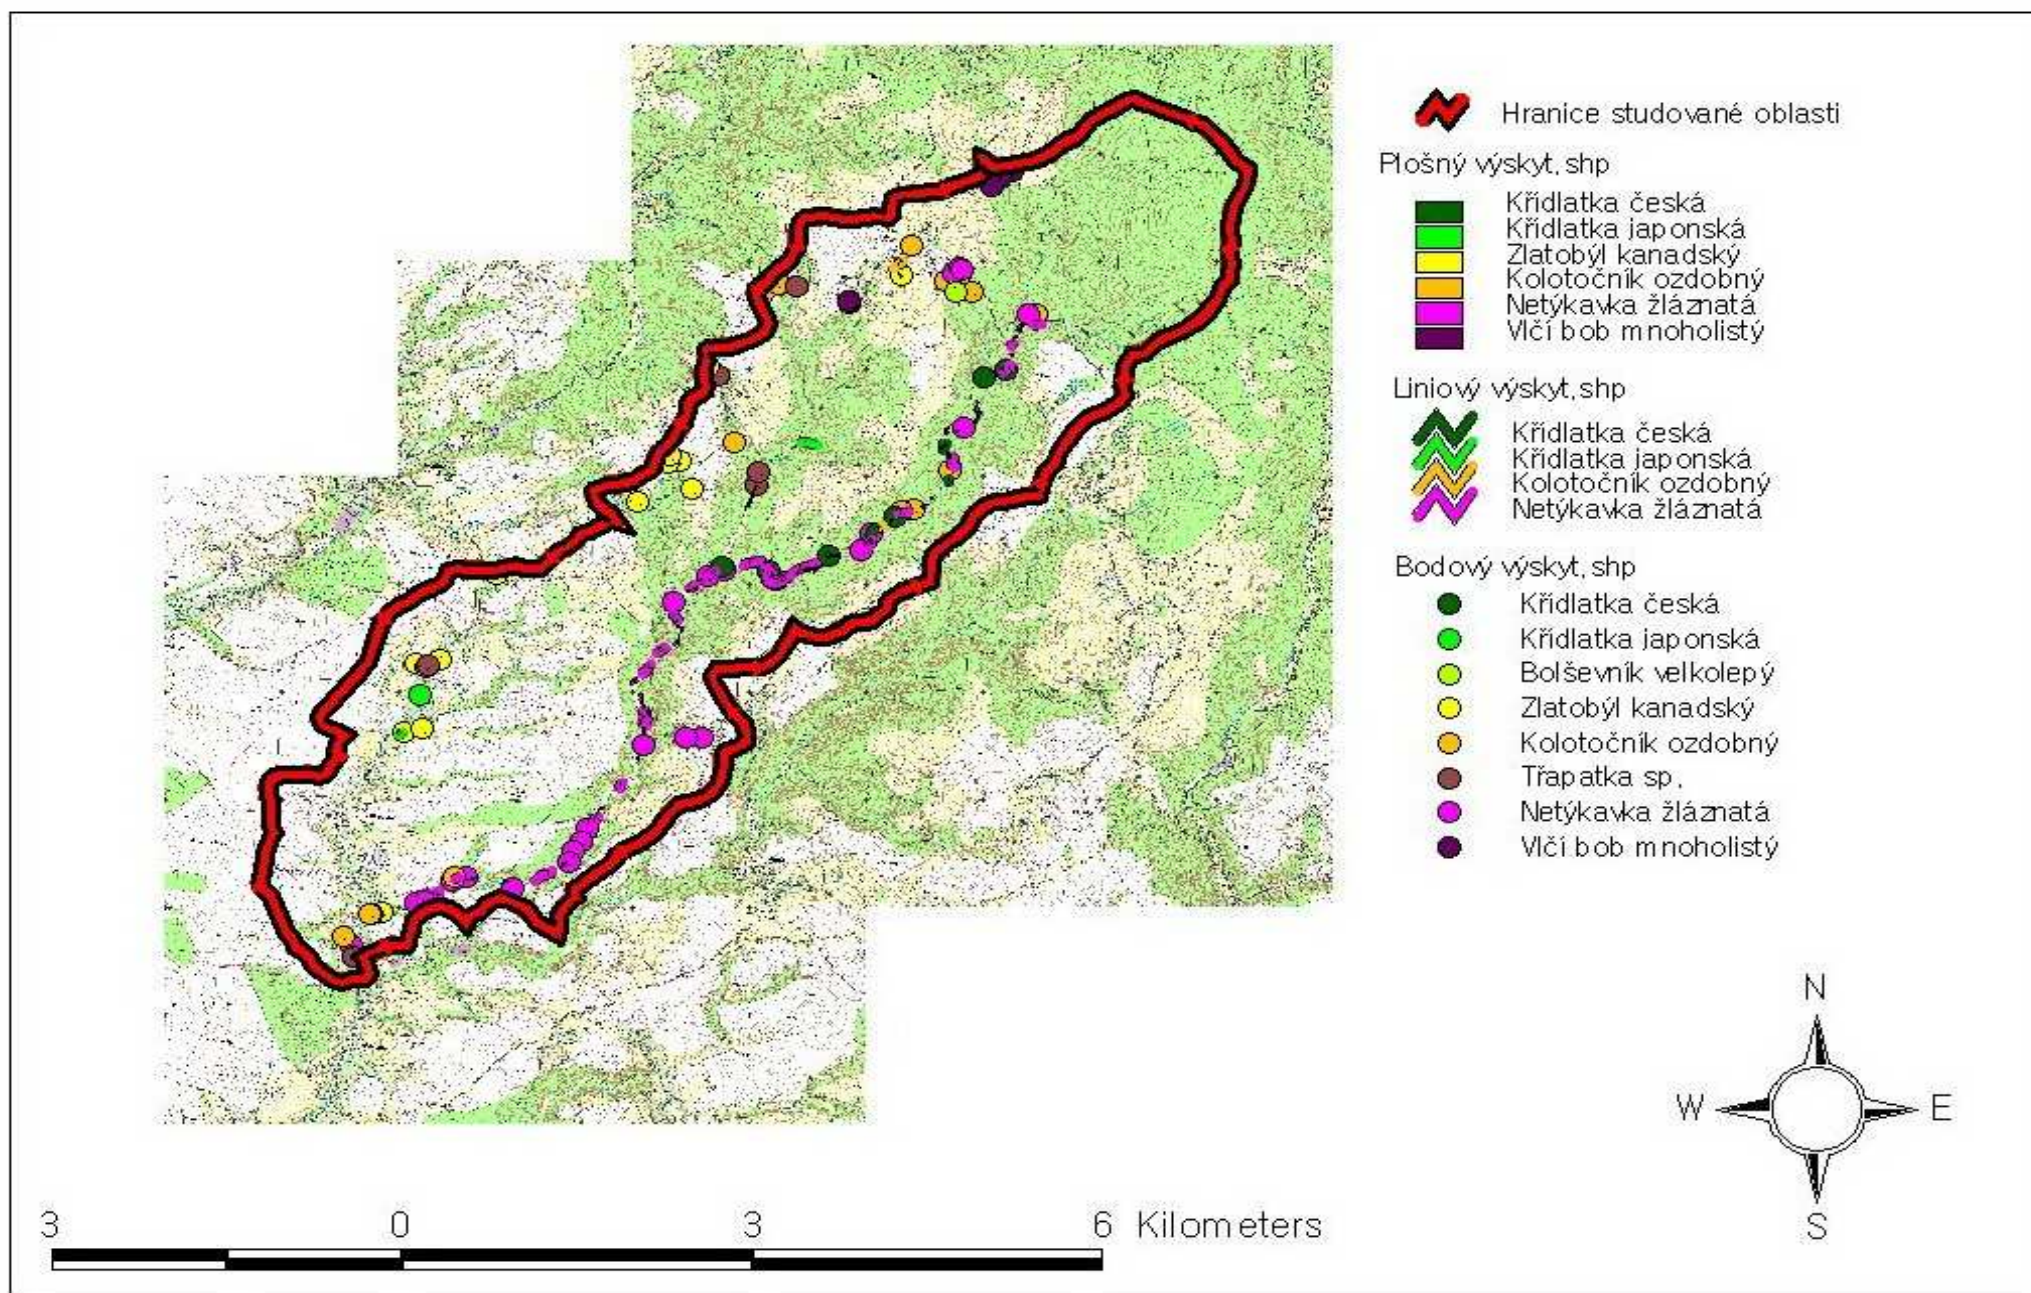 Hranice studované oblasti
Plošný výskyt.shp
Křídlatka česká
Křídlatka japonská
Zlatobýl kanadský
Kolotočník ozdobný
Netýkavka žláznatá
Vlčí bob mnoholistý
Liniový výskyt.shp
Křídlatka česká
Křídlatka japonská
Kolotočník ozdobný
Netýkavka žláznatá
Bodový výskyt.shp
Křídlatka česká
Křídlatka japonská
Bolševník velkolepý
Zlatobýl kanadský
Kolotočník ozdobný
Třapatka sp.
Netýkavka žláznatá
Vlčí bob mnoholistý
N
W E
S
3 0 3 6 Kilometers